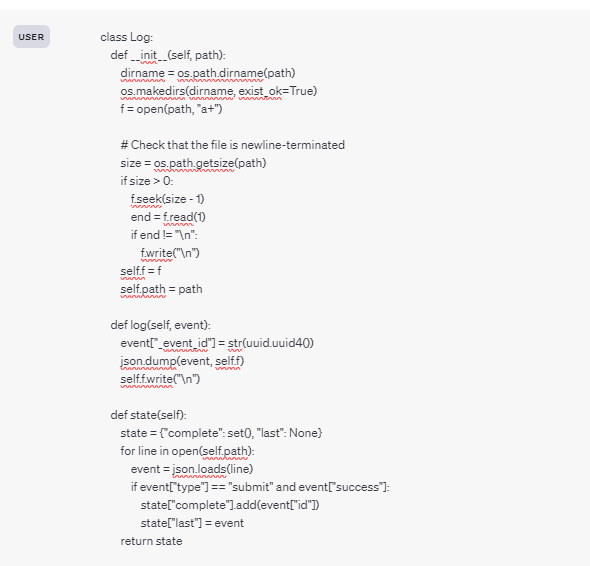 USER
class Log:
def __init__(self, path):
dirname = os.path.dirname(path)
os.makedirs(dirname, exist_ok=True)
f = open(path, "a+")
# Check that the file is newline-terminated
size = os.path.getsize(path)
if size > 0:
f.seek(size - 1)
end = f.read(1)
if end != "\n":
f.write("\n")
self.f = f
self.path = path
def log(self, event):
event["_event_id"] = str(uuid.uuid4())
json.dump(event, self.f)
self.f.write("\n")
def state(self):
state = {"complete": set(), "last": None}
for line in open(self.path):
event = json.loads(line)
if event["type"] == "submit" and event["success"]:
state["complete"].add(event["id"])
state["last"] = event
return state